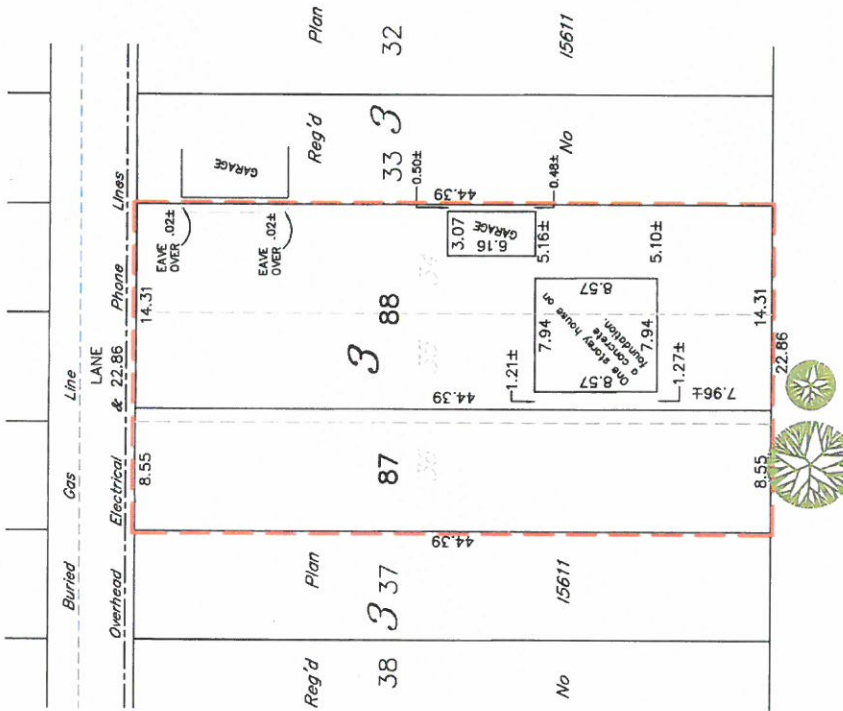 Buried Gas Line
LANE
Overhead Electrical & 22.86 Phone Lines
8.55
14.31
EAVE OVER .02±
EAVE OVER .02±
GARAGE
Reg'd Plan
Reg'd Plan
38
3
37
87
36
3
35
88
34
33
3
32
44.39
44.39
44.39
0.50±
3.07
6.16
GARAGE
0.48±
5.16±
1.21±
7.94
8.57
One storey house on
a concrete
foundation.
8.57
7.94
5.10±
1.27±
7.96±
No 15611
No 15611
8.55
14.31
22.86